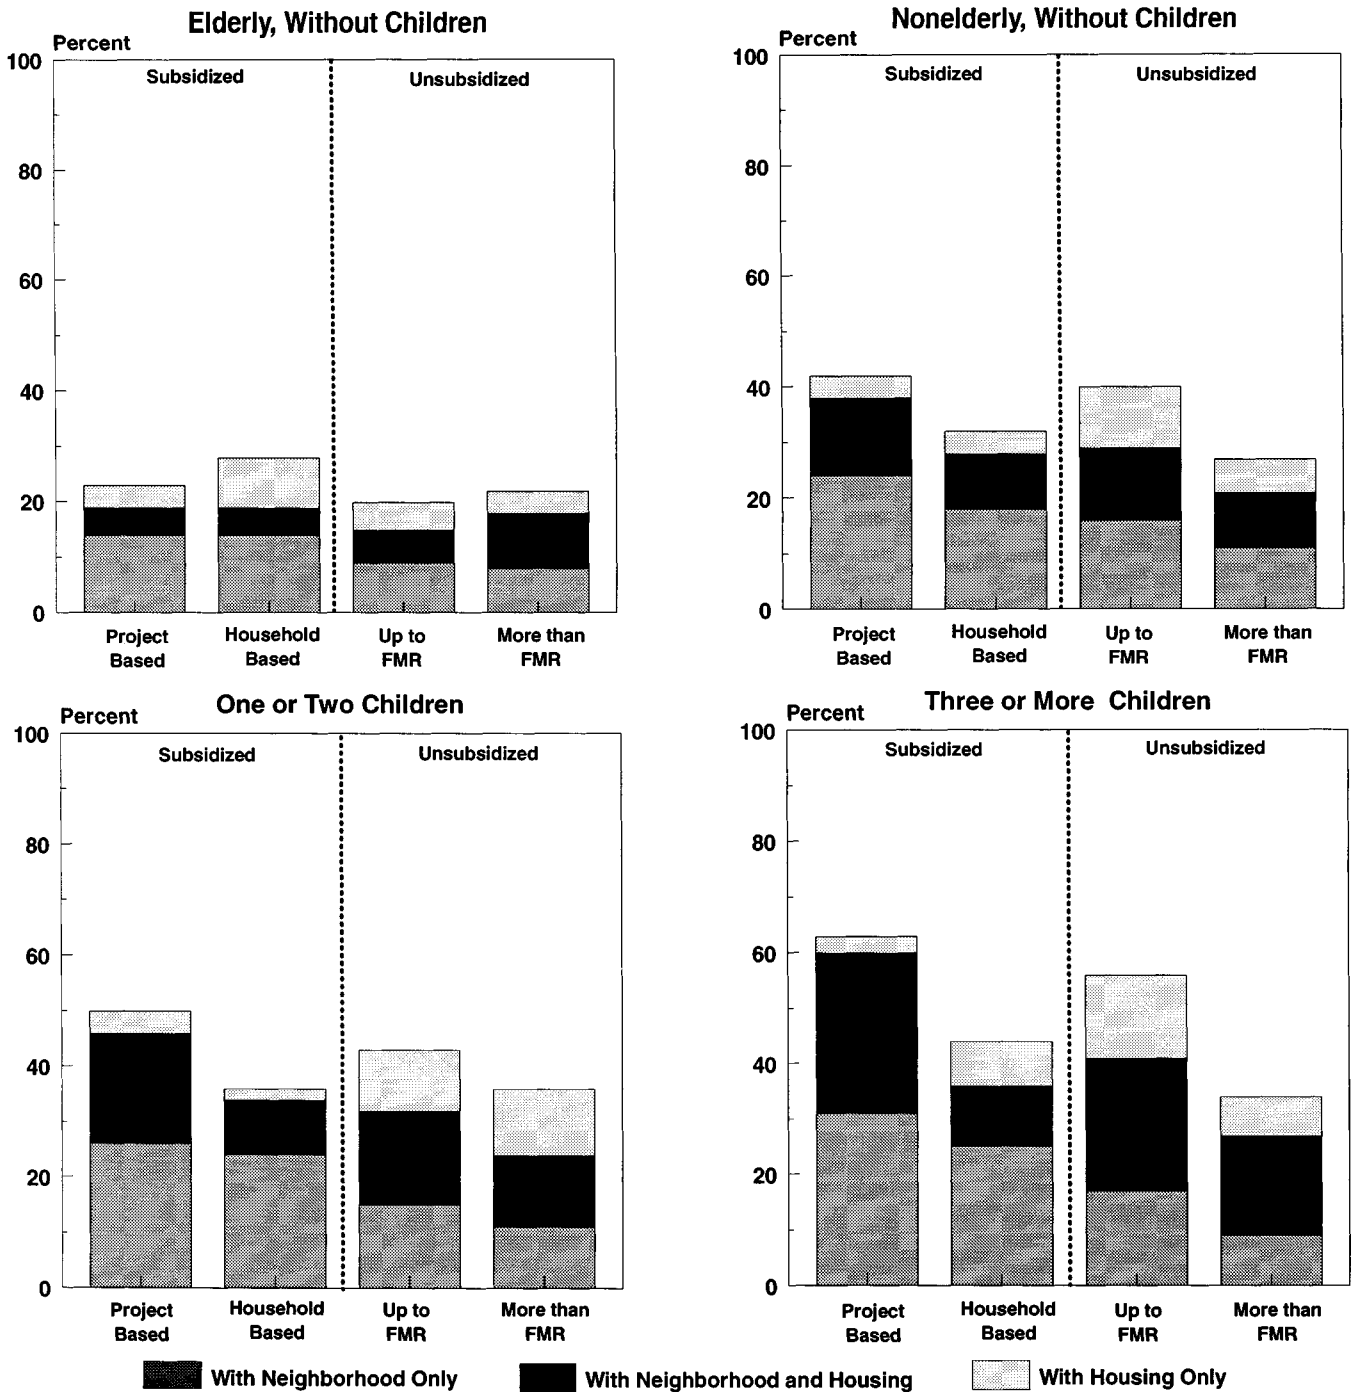 Elderly, Without Children
Percent
100
80
60
40
20
0
Subsidized
Unsubsidized
Project
Based
Household
Based
Up to
FMR
More than
FMR
Nonelderly, Without Children
Percent
100
80
60
40
20
0
Subsidized
Unsubsidized
Project
Based
Household
Based
Up to
FMR
More than
FMR
One or Two Children
Percent
100
80
60
40
20
0
Subsidized
Unsubsidized
Project
Based
Household
Based
Up to
FMR
More than
FMR
Three or More Children
Percent
100
80
60
40
20
0
Subsidized
Unsubsidized
Project
Based
Household
Based
Up to
FMR
More than
FMR
With Neighborhood Only
With Neighborhood and Housing
With Housing Only